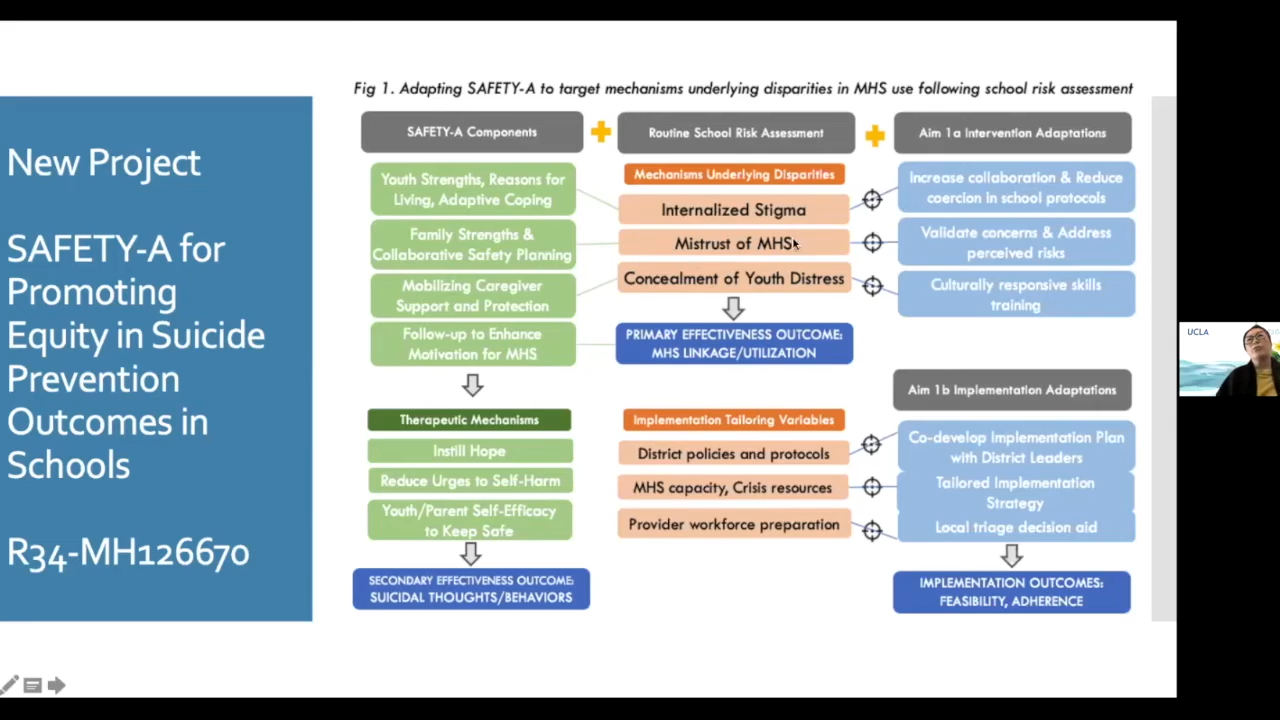 New Project
SAFETY-A for
Promoting
Equity in Suicide
Prevention
Outcomes in
Schools
R34-MH126670
Fig 1. Adapting SAFETY-A to target mechanisms underlying disparities in MHS use following school risk assessment
SAFETY-A Components
Youth Strengths, Reasons for
Living, Adaptive Coping
Family Strengths &
Collaborative Safety Planning
Mobilizing Caregiver
Support and Protection
Follow-up to Enhance
Motivation for MHS
Therapeutic Mechanisms
Instill Hope
Reduce Urges to Self-Harm
Youth/Parent Self-Efficacy
to Keep Safe
SECONDARY EFFECTIVENESS OUTCOME:
SUICIDAL THOUGHTS/BEHAVIORS
Routine School Risk Assessment
Mechanisms Underlying Disparities
Internalized Stigma
Mistrust of MHS
Concealment of Youth Distress
PRIMARY EFFECTIVENESS OUTCOME:
MHS LINKAGE/UTILIZATION
Implementation Tailoring Variables
District policies and protocols
MHS capacity, Crisis resources
Provider workforce preparation
Aim 1a Intervention Adaptations
Increase collaboration & Reduce
coercion in school protocols
Validate concerns & Address
perceived risks
Culturally responsive skills
training
Aim 1b Implementation Adaptations
Co-develop Implementation Plan
with District Leaders
Tailored Implementation
Strategy
Local triage decision aid
IMPLEMENTATION OUTCOMES:
FEASIBILITY, ADHERENCE
UCLA